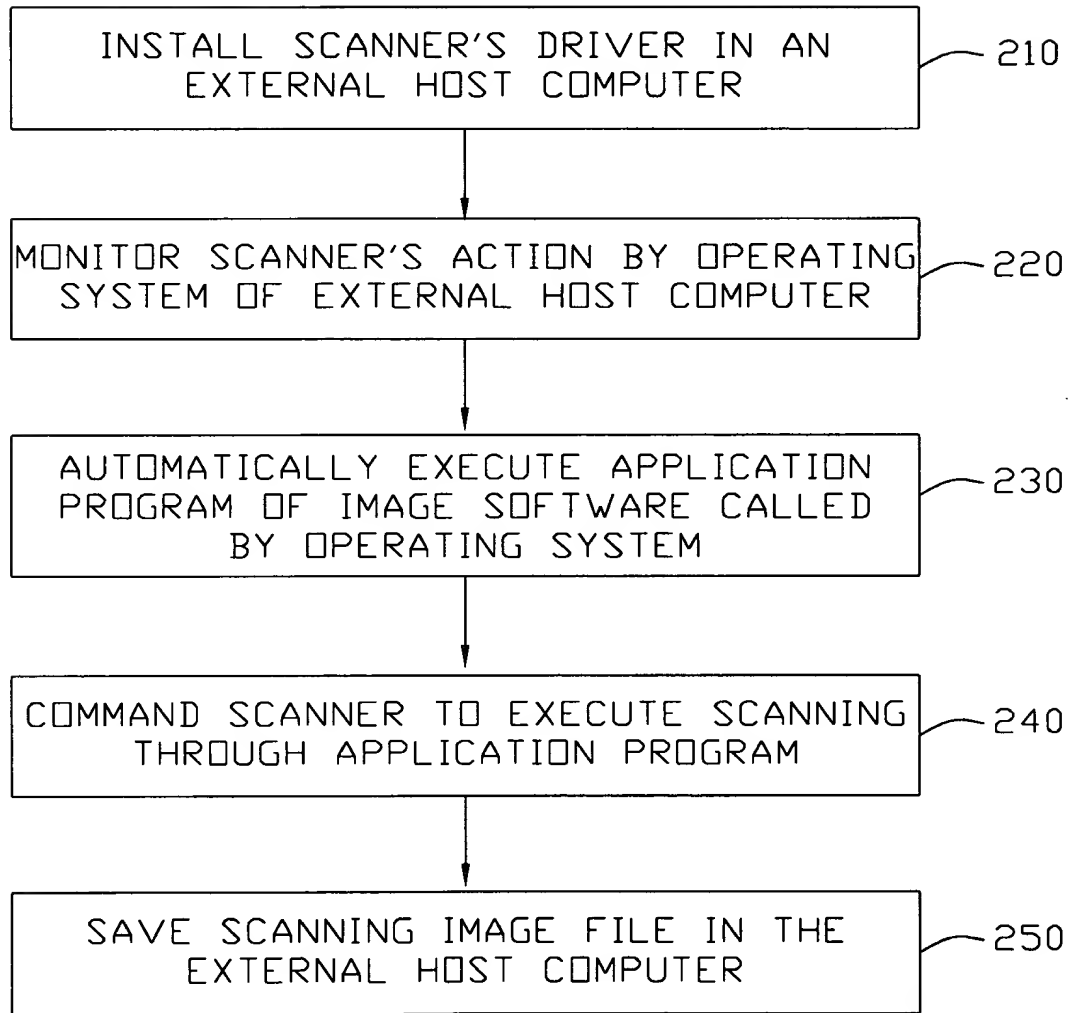 INSTALL SCANNER'S DRIVER IN AN
EXTERNAL HOST COMPUTER
210
MONITOR SCANNER'S ACTION BY OPERATING
SYSTEM OF EXTERNAL HOST COMPUTER
220
AUTOMATICALLY EXECUTE APPLICATION
PROGRAM OF IMAGE SOFTWARE CALLED
BY OPERATING SYSTEM
230
COMMAND SCANNER TO EXECUTE SCANNING
THROUGH APPLICATION PROGRAM
240
SAVE SCANNING IMAGE FILE IN THE
EXTERNAL HOST COMPUTER
250